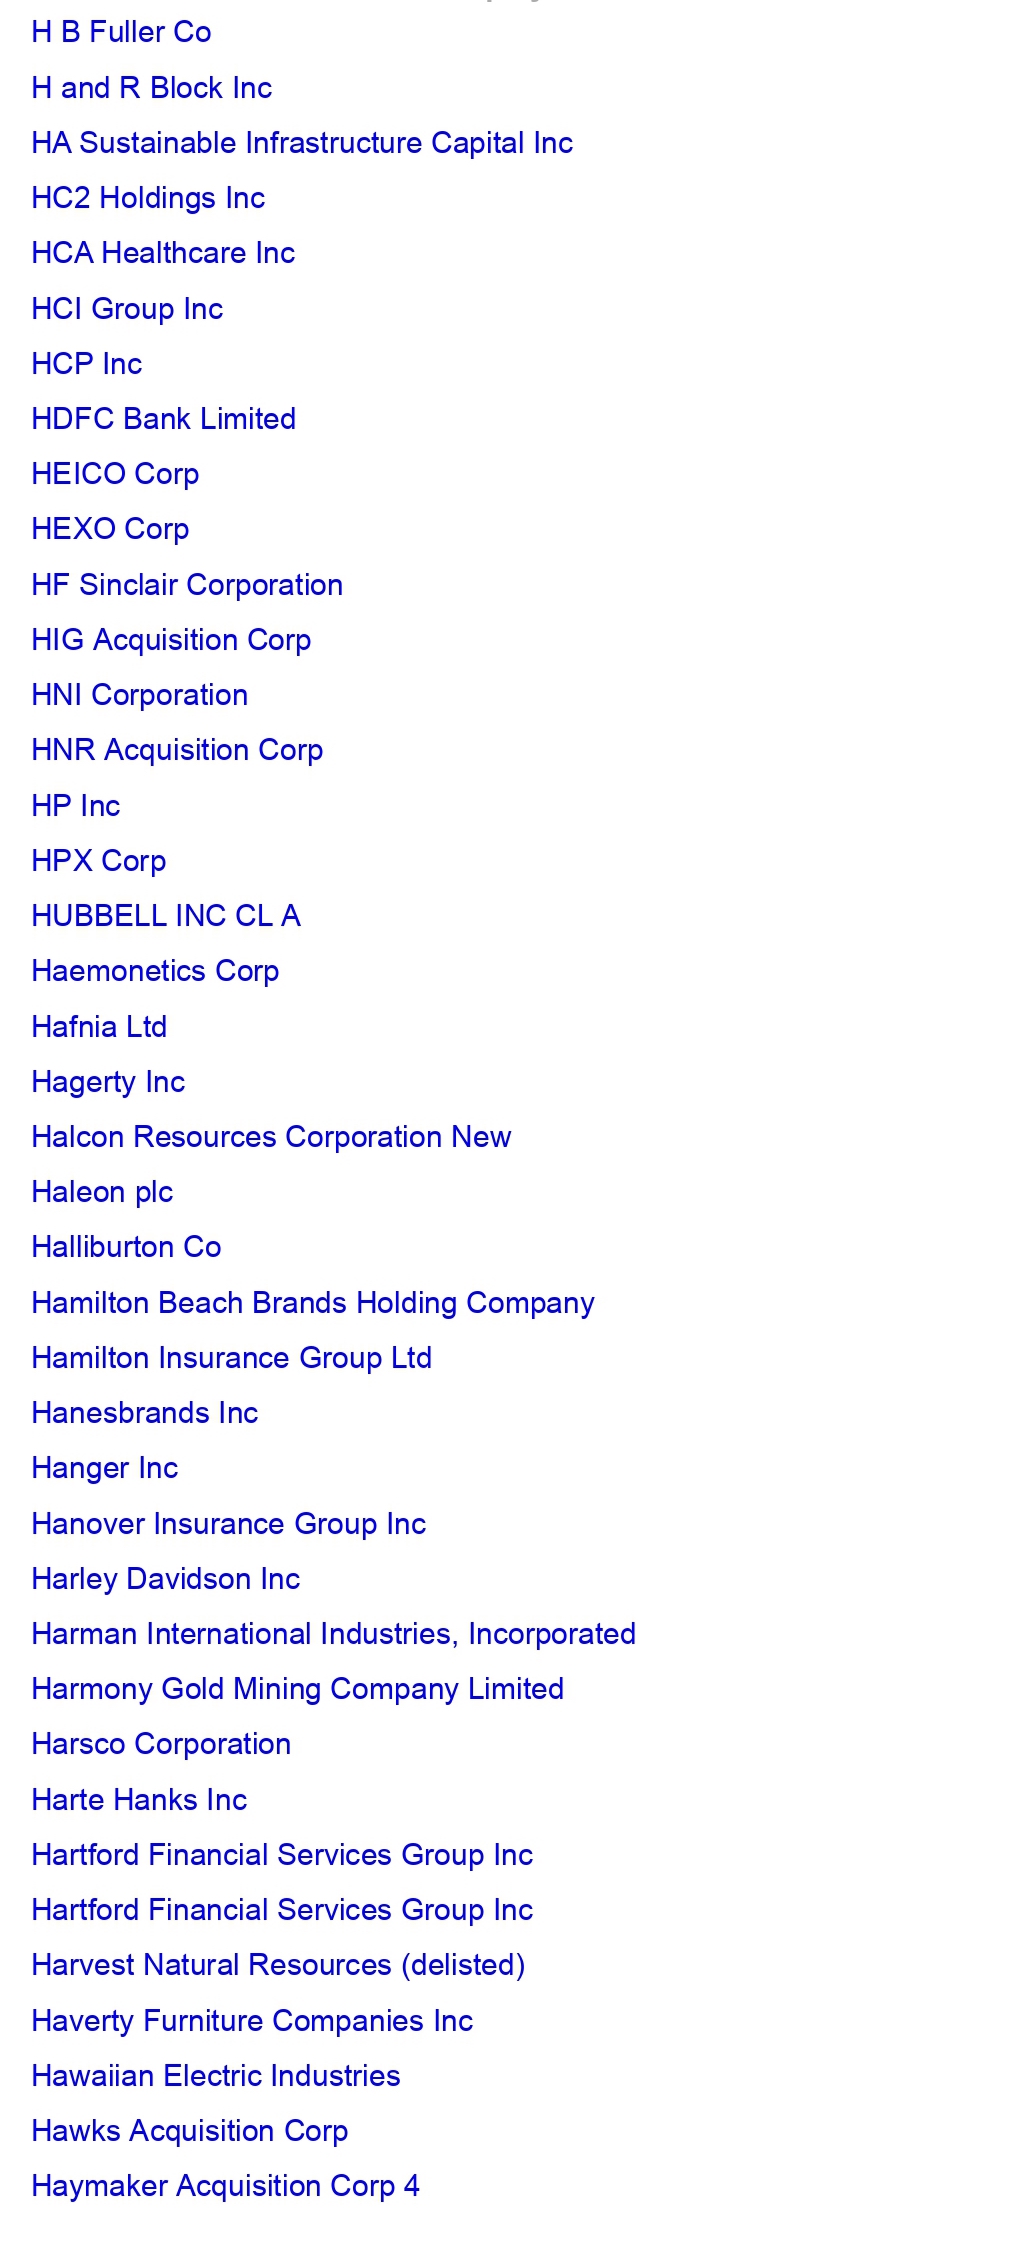 H B Fuller Co
H and R Block Inc
HA Sustainable Infrastructure Capital Inc
HC2 Holdings Inc
HCA Healthcare Inc
HCI Group Inc
HCP Inc
HDFC Bank Limited
HEICO Corp
HEXO Corp
HF Sinclair Corporation
HIG Acquisition Corp
HNI Corporation
HNR Acquisition Corp
HP Inc
HPX Corp
HUBBELL INC CL A
Haemonetics Corp
Hafnia Ltd
Hagerty Inc
Halcon Resources Corporation New
Haleon plc
Halliburton Co
Hamilton Beach Brands Holding Company
Hamilton Insurance Group Ltd
Hanesbrands Inc
Hanger Inc
Hanover Insurance Group Inc
Harley Davidson Inc
Harman International Industries, Incorporated
Harmony Gold Mining Company Limited
Harsco Corporation
Harte Hanks Inc
Hartford Financial Services Group Inc
Hartford Financial Services Group Inc
Harvest Natural Resources (delisted)
Haverty Furniture Companies Inc
Hawaiian Electric Industries
Hawks Acquisition Corp
Haymaker Acquisition Corp 4